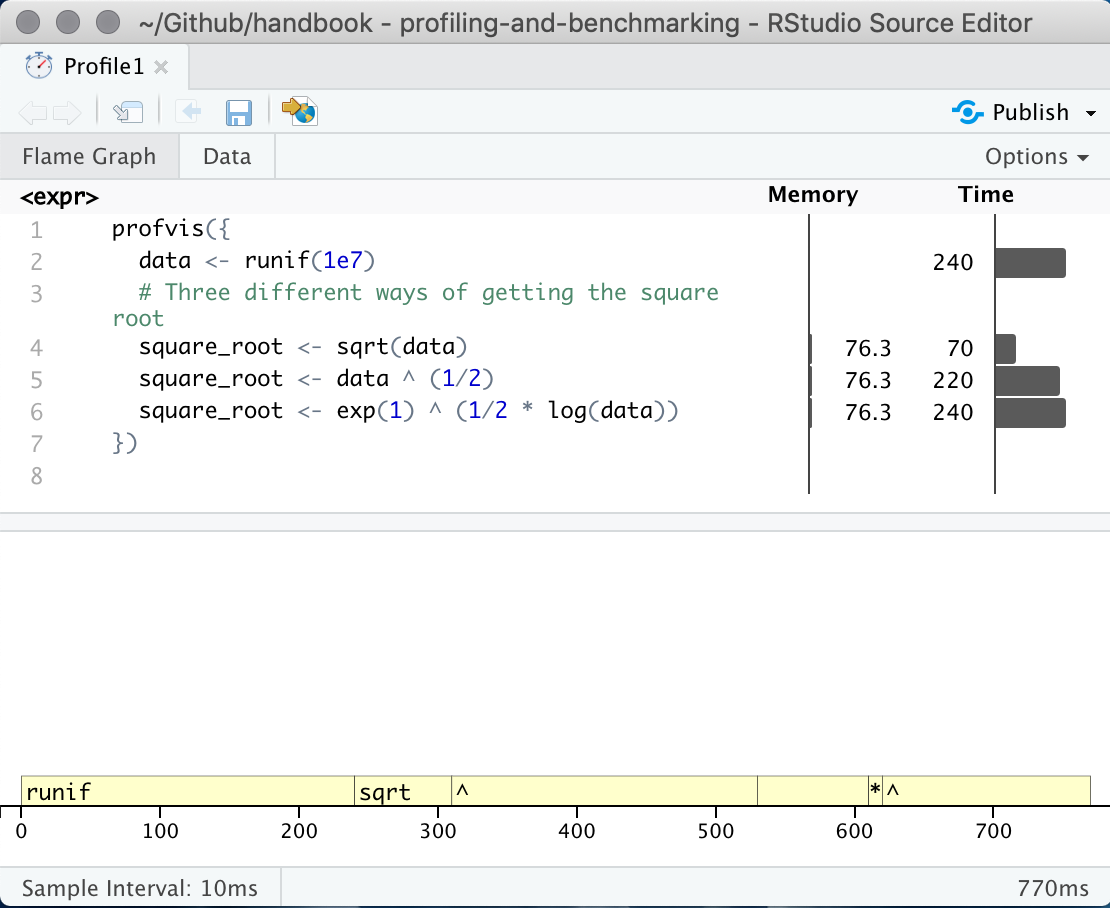 ~/Github/handbook - profiling-and-benchmarking - RStudio Source Editor
Profile1
Publish
Flame Graph Data Options
<expr> Memory Time
1 profvis({
2 data <- runif(1e7) 240
3 # Three different ways of getting the square
root
4 square_root <- sqrt(data) 76.3 70
5 square_root <- data ^ (1/2) 76.3 220
6 square_root <- exp(1) ^ (1/2 * log(data)) 76.3 240
7 })
8
runif sqrt ^ * ^
0 100 200 300 400 500 600 700
Sample Interval: 10ms 770ms